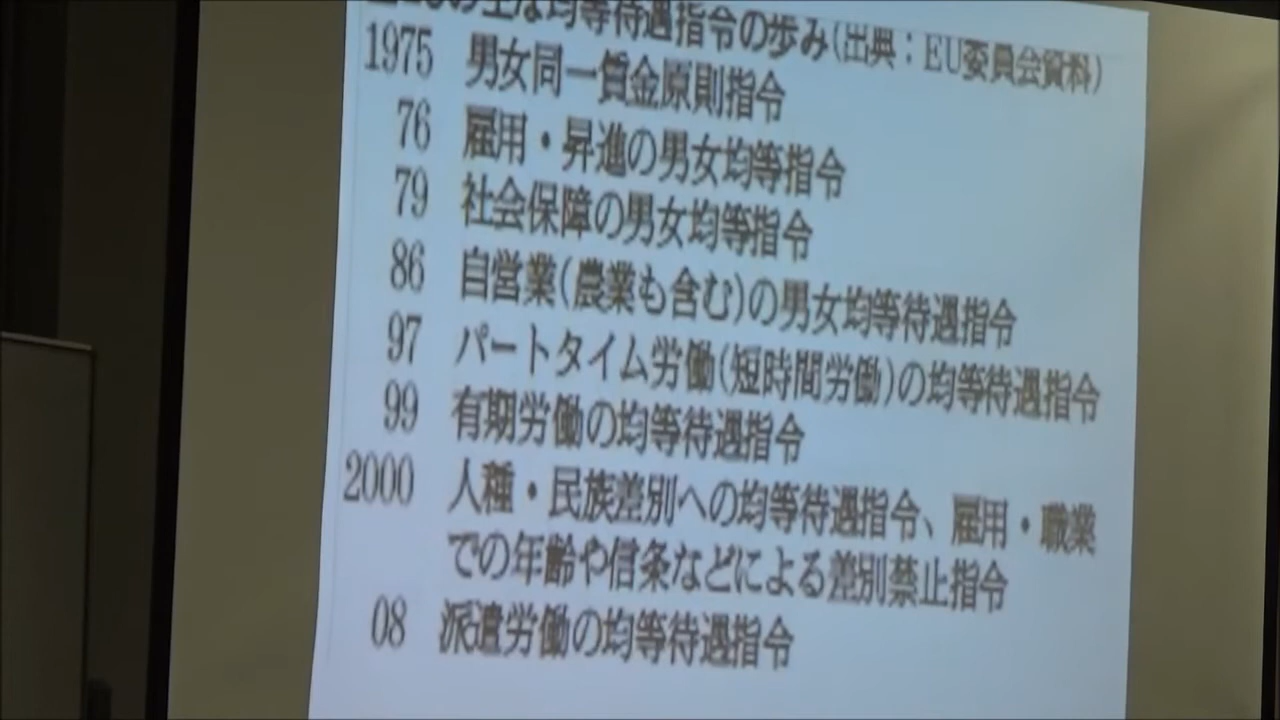 の主な均等待遇指令の歩み(出典：EU委員会資料)
1975 男女同一賃金原則指令
76 雇用・昇進の男女均等指令
79 社会保障の男女均等指令
86 自営業(農業も含む)の男女均等待遇指令
97 パートタイム労働(短時間労働)の均等待遇指令
99 有期労働の均等待遇指令
2000 人種・民族差別への均等待遇指令、雇用・職業
での年齢や信条などによる差別禁止指令
08 派遣労働の均等待遇指令